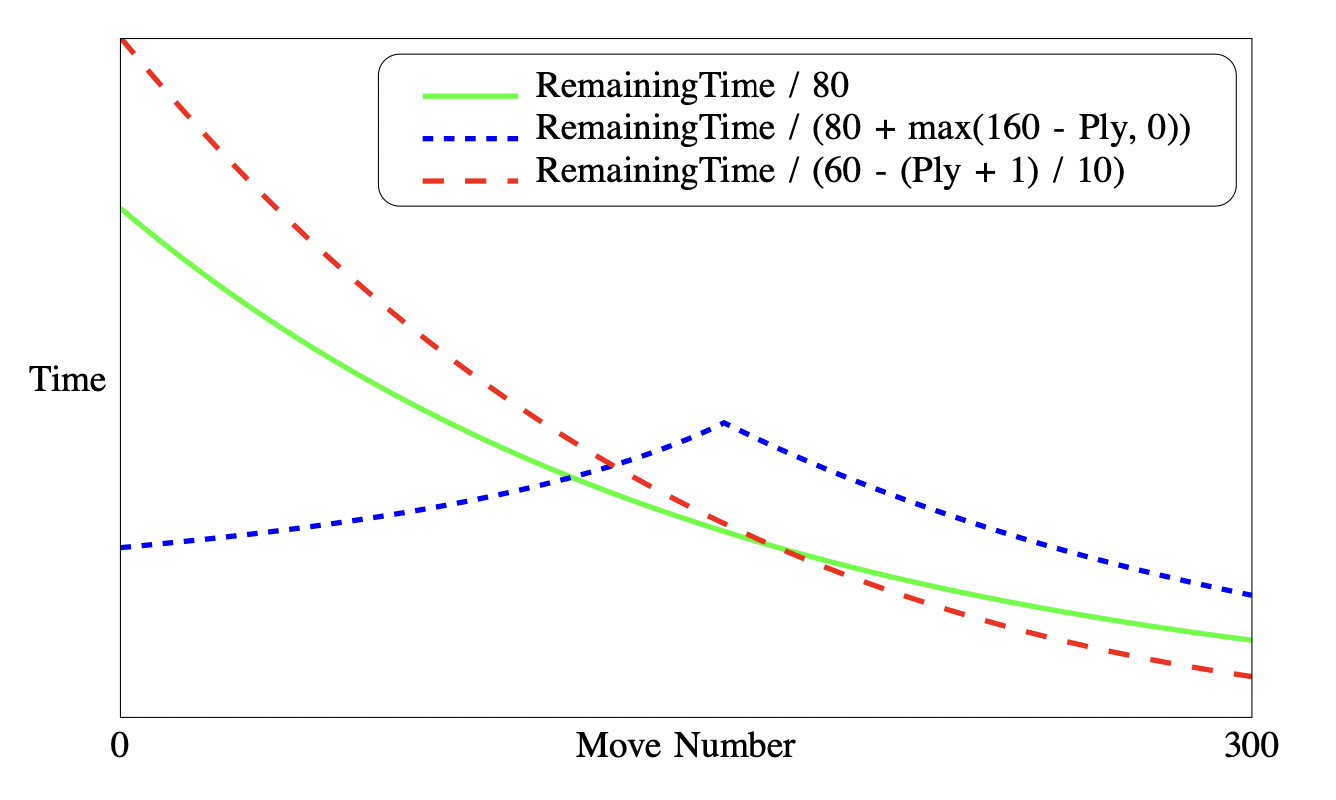 RemainingTime / 80
RemainingTime / (80 + max(160 - Ply, 0))
RemainingTime / (60 - (Ply + 1) / 10)
Time
0
Move Number
300